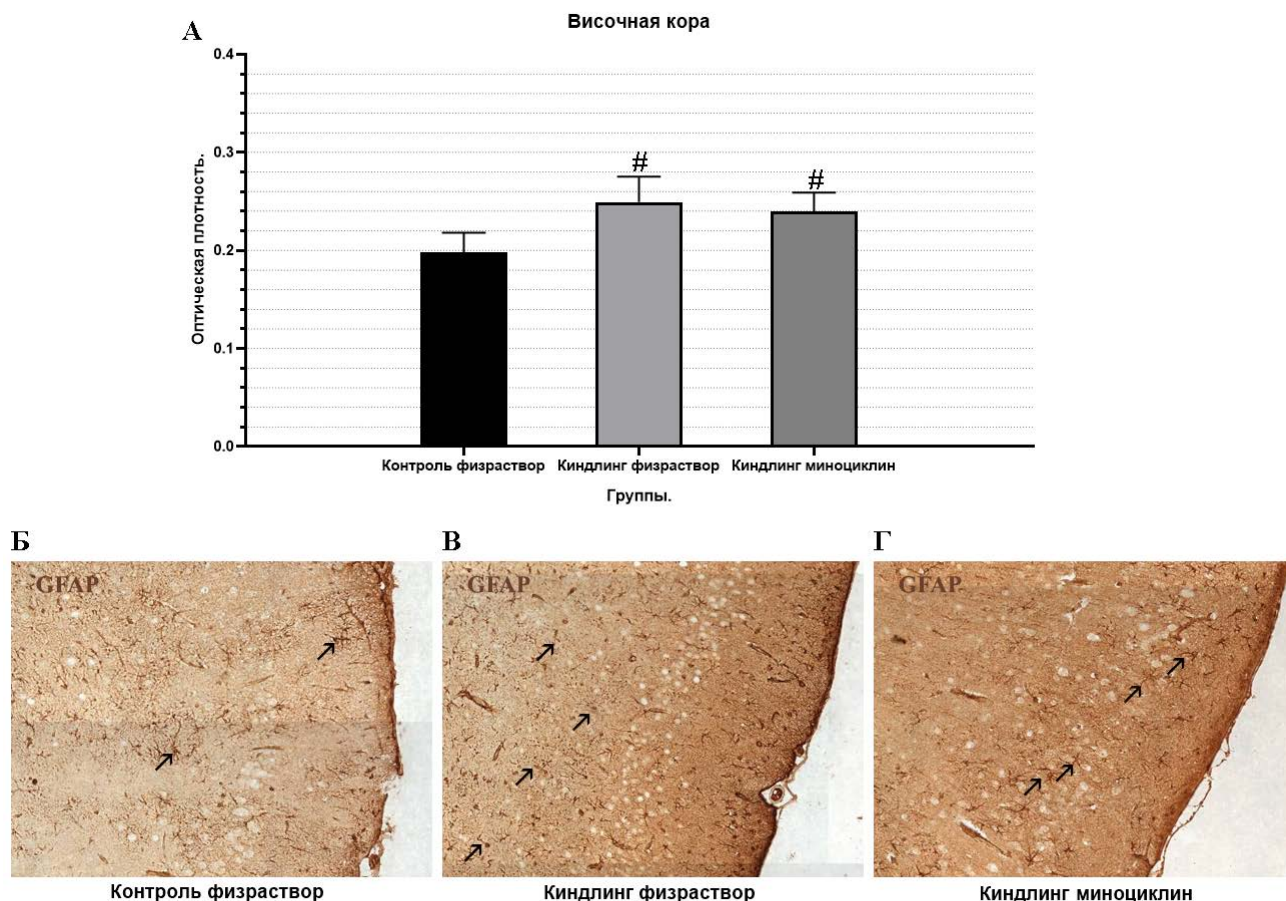 Височная кора
А
Оптическая плотность.
0.4
0.3
0.2
0.1
0.0
#
#
Контроль физраствор Киндлинг физраствор Киндлинг миноциклин
Группы.
Б
В
Г
GFAP
GFAP
GFAP
Контроль физраствор
Киндлинг физраствор
Киндлинг миноциклин